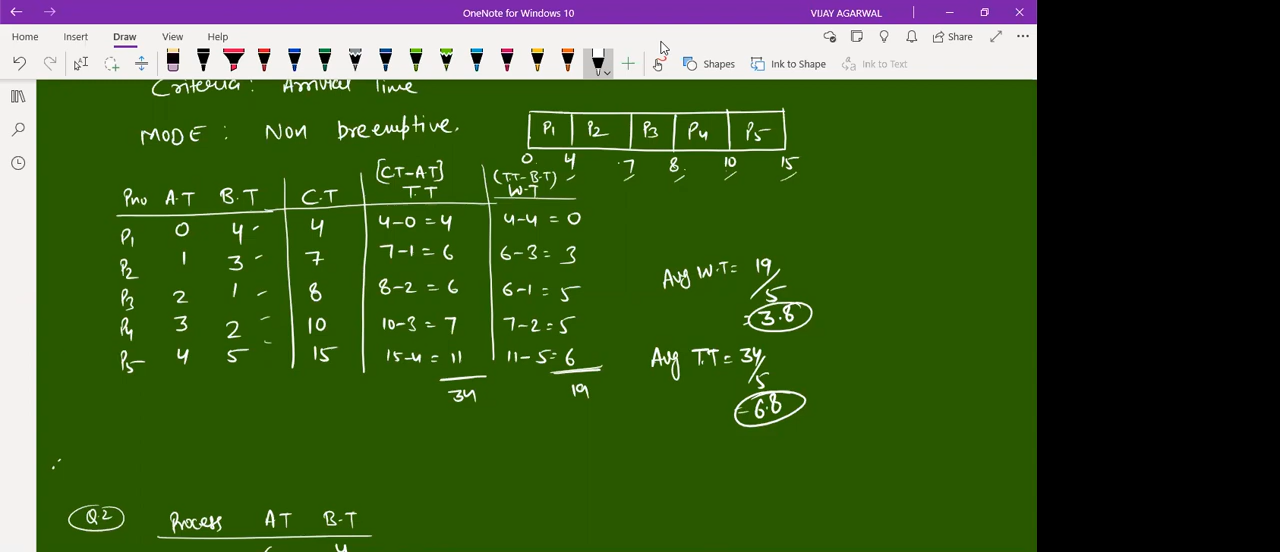 OneNote for Windows 10
VIJAY AGARWAL
Home Insert Draw View Help
Share
Shapes Ink to Shape Ink to Text
Criteria : Arrival Time
MODE : Non Preemptive.
P1 P2 P3 P4 P5
0 4 7 8 10 15
[CT-AT] (TT-B.T)
Pno A.T B.T C.T T.T W.T
P1 0 4 4 4-0 = 4 4-4 = 0
P2 1 3 7 7-1 = 6 6-3 = 3
P3 2 1 8 8-2 = 6 6-1 = 5
P4 3 2 10 10-3 = 7 7-2 = 5
P5 4 5 15 15-4 = 11 11-5 = 6
34 19
Avg W.T = 19/5
= 3.8
Avg T.T = 34/5
= 6.8
Q.2 Process A T B.T
4